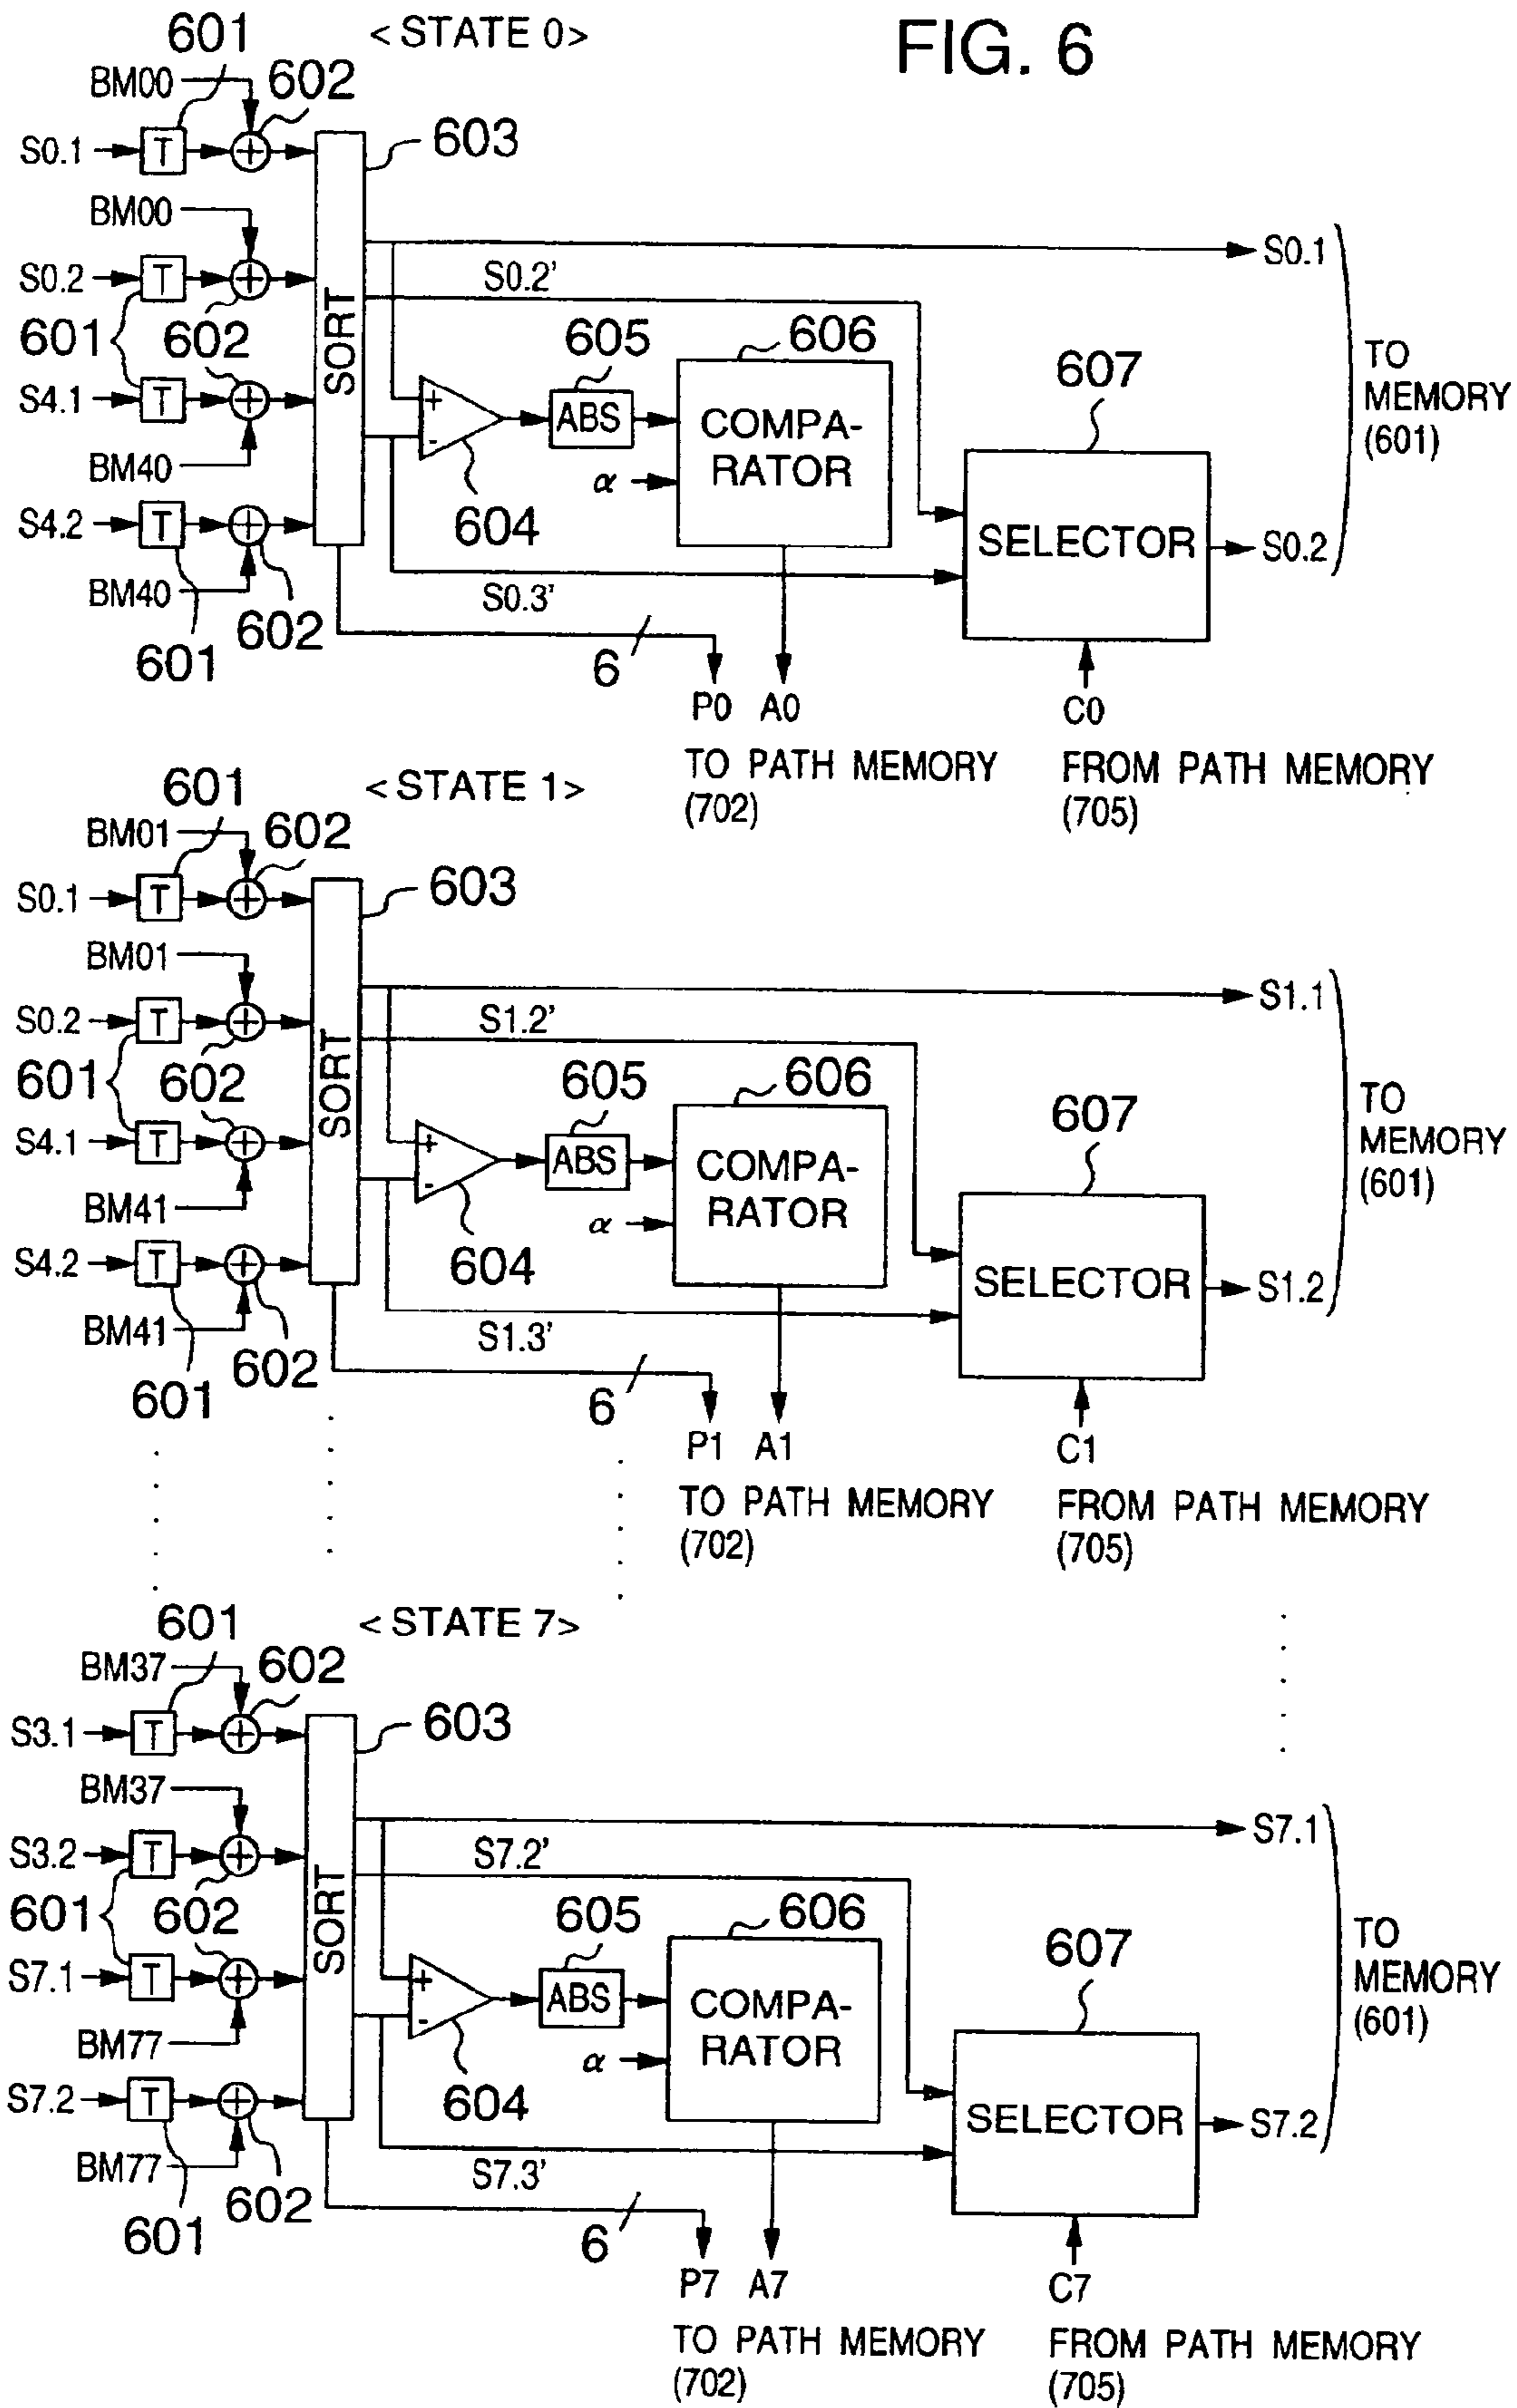 FIG. 6
< STATE 0 >
601
BM00
602
S0.1
T
+
603
BM00
S0.2
T
+
601
602
S4.1
T
+
BM40
S4.2
T
+
BM40
601
602
SORT
S0.1
S0.2'
+
-
604
605
ABS
606
COMPA-
RATOR
α
607
SELECTOR
S0.2
TO
MEMORY
(601)
S0.3'
6
P0 A0
C0
TO PATH MEMORY
(702)
FROM PATH MEMORY
(705)
< STATE 1 >
601
BM01
602
S0.1
T
+
603
BM01
S0.2
T
+
601
602
S4.1
T
+
BM41
S4.2
T
+
BM41
601
602
SORT
S1.1
S1.2'
+
-
604
605
ABS
606
COMPA-
RATOR
α
607
SELECTOR
S1.2
TO
MEMORY
(601)
S1.3'
6
P1 A1
C1
TO PATH MEMORY
(702)
FROM PATH MEMORY
(705)
< STATE 7 >
601
BM37
602
S3.1
T
+
603
BM37
S3.2
T
+
601
602
S7.1
T
+
BM77
S7.2
T
+
BM77
601
602
SORT
S7.1
S7.2'
+
-
604
605
ABS
606
COMPA-
RATOR
α
607
SELECTOR
S7.2
TO
MEMORY
(601)
S7.3'
6
P7 A7
C7
TO PATH MEMORY
(702)
FROM PATH MEMORY
(705)